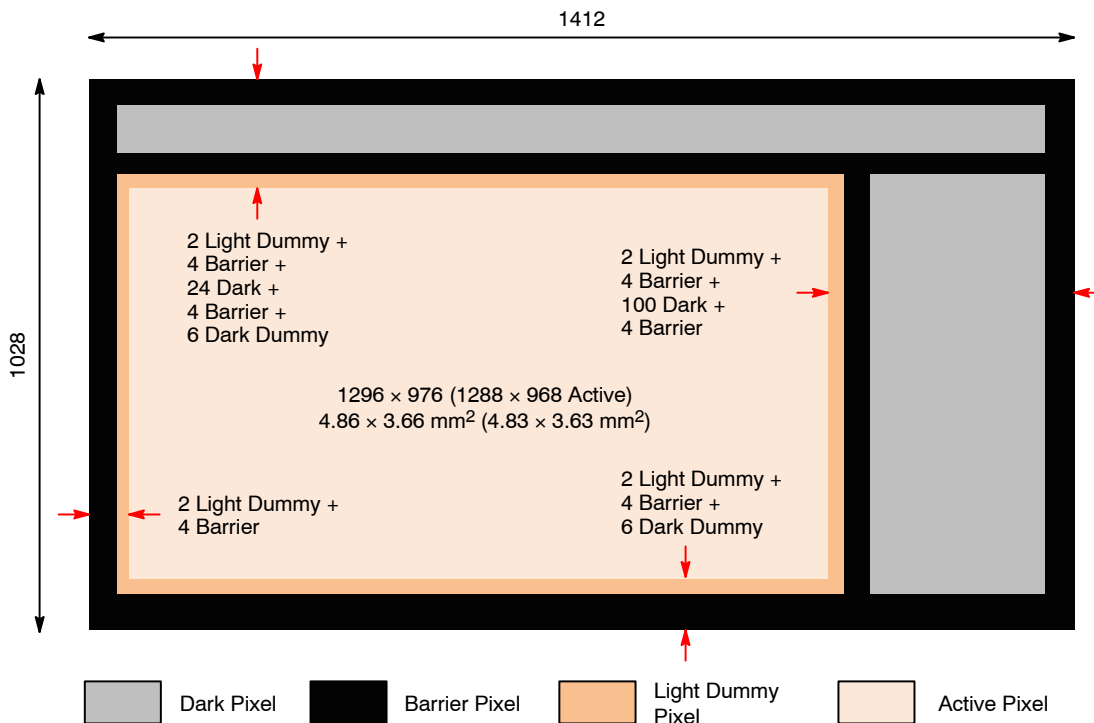 1412
1028
2 Light Dummy +
4 Barrier +
24 Dark +
4 Barrier +
6 Dark Dummy
2 Light Dummy +
4 Barrier +
100 Dark +
4 Barrier
1296 × 976 (1288 × 968 Active)
4.86 × 3.66 mm² (4.83 × 3.63 mm²)
2 Light Dummy +
4 Barrier
2 Light Dummy +
4 Barrier +
6 Dark Dummy
Dark Pixel
Barrier Pixel
Light Dummy
Pixel
Active Pixel